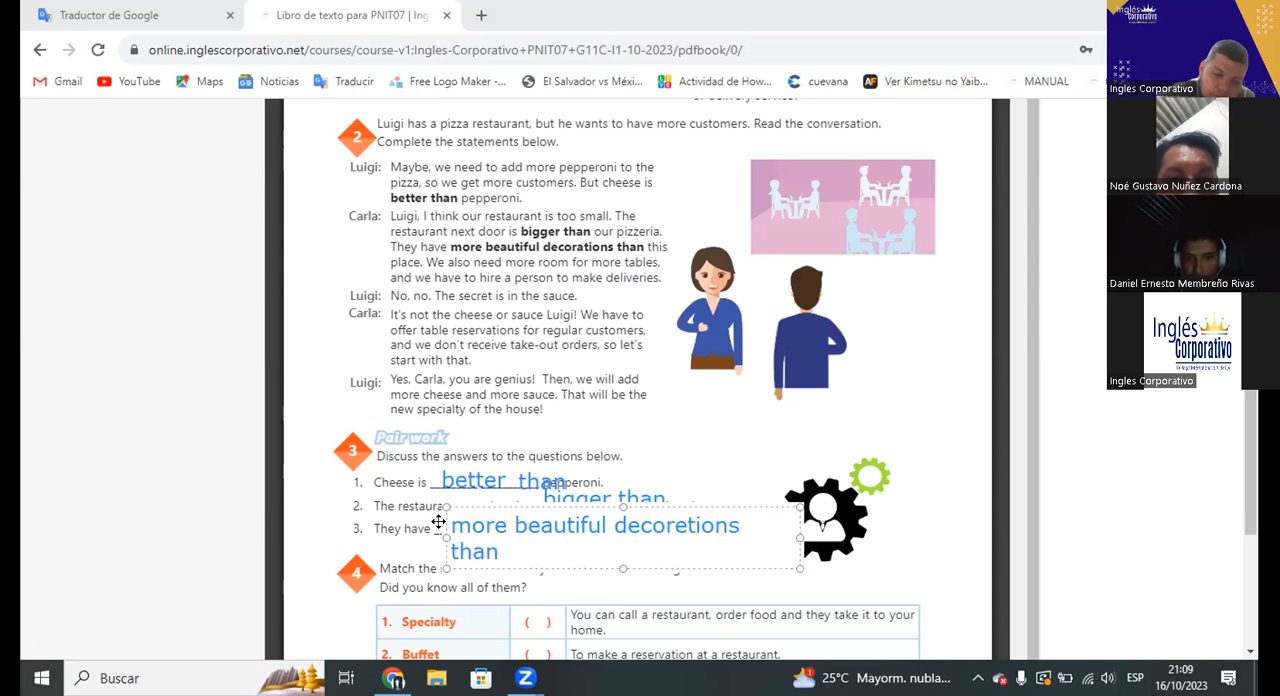 Traductor de Google
Libro de texto para PNIT07 | Ing
online.inglescorporativo.net/courses/course-v1:Ingles-Corporativo+PNIT07+G11C-I1-10-2023/pdfbook/0/
Gmail YouTube Maps Noticias Traducir Free Logo Maker -... El Salvador vs Méxi... Actividad de How... cuevana Ver Kimetsu no Yaib... MANUAL
2
Luigi has a pizza restaurant, but he wants to have more customers. Read the conversation.
Complete the statements below.
Luigi: Maybe, we need to add more pepperoni to the
pizza, so we get more customers. But cheese is
better than pepperoni.
Carla: Luigi, I think our restaurant is too small. The
restaurant next door is bigger than our pizzeria.
They have more beautiful decorations than this
place. We also need more room for more tables,
and we have to hire a person to make deliveries.
Luigi: No, no. The secret is in the sauce.
Carla: It's not the cheese or sauce Luigi! We have to
offer table reservations for regular customers,
and we don't receive take-out orders, so let's
start with that.
Luigi: Yes, Carla, you are genius! Then, we will add
more cheese and more sauce. That will be the
new specialty of the house!
3 Pair work
Discuss the answers to the questions below.
1. Cheese is better than pepperoni.
bigger than
2. The restaura
3. They have more beautiful decoretions
than
4
Match the
Did you know all of them?
1. Specialty ( ) You can call a restaurant, order food and they take it to your
home.
2. Buffet ( ) To make a reservation at a restaurant.
Inglés
Corporativo
Ingles Corporativo
Noé Gustavo Nuñez Cardona
Daniel Ernesto Membreño Rivas
Inglés
Corporativo
Ingles Corporativo
Buscar
25°C Mayorm. nubla...
ESP
21:09
16/10/2023